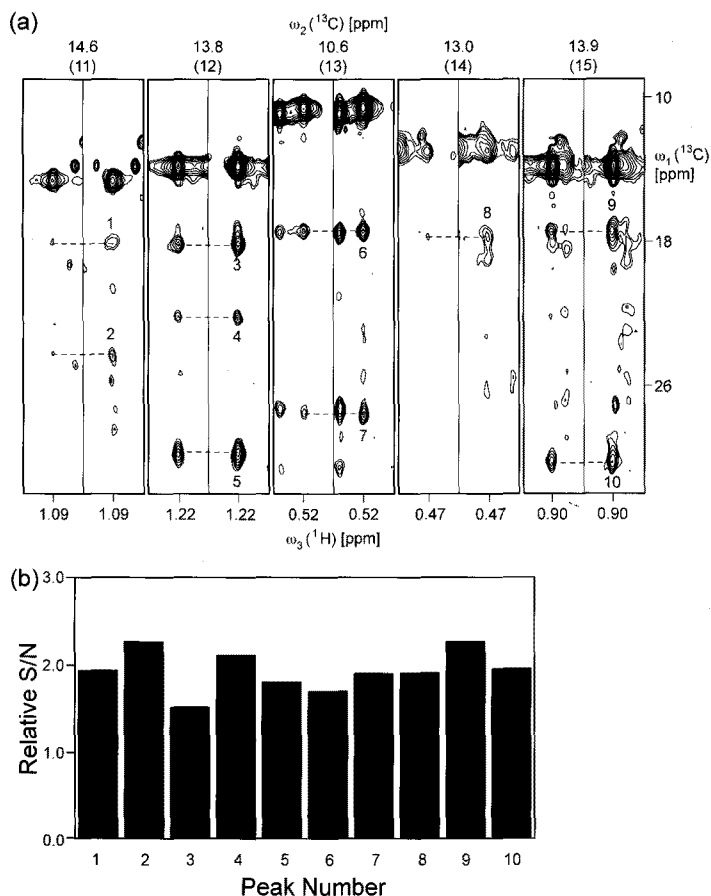 (a)
ω₂(¹³C) [ppm]
14.6 13.8 10.6 13.0 13.9
(11) (12) (13) (14) (15)
10
ω₁(¹³C)
[ppm]
18
26
1
2
3
4
5
6
7
8
9
10
1.09 1.09 1.22 1.22 0.52 0.52 0.47 0.47 0.90 0.90
ω₃(¹H) [ppm]
(b)
Relative S/N
3.0
2.0
1.0
0.0
1 2 3 4 5 6 7 8 9 10
Peak Number